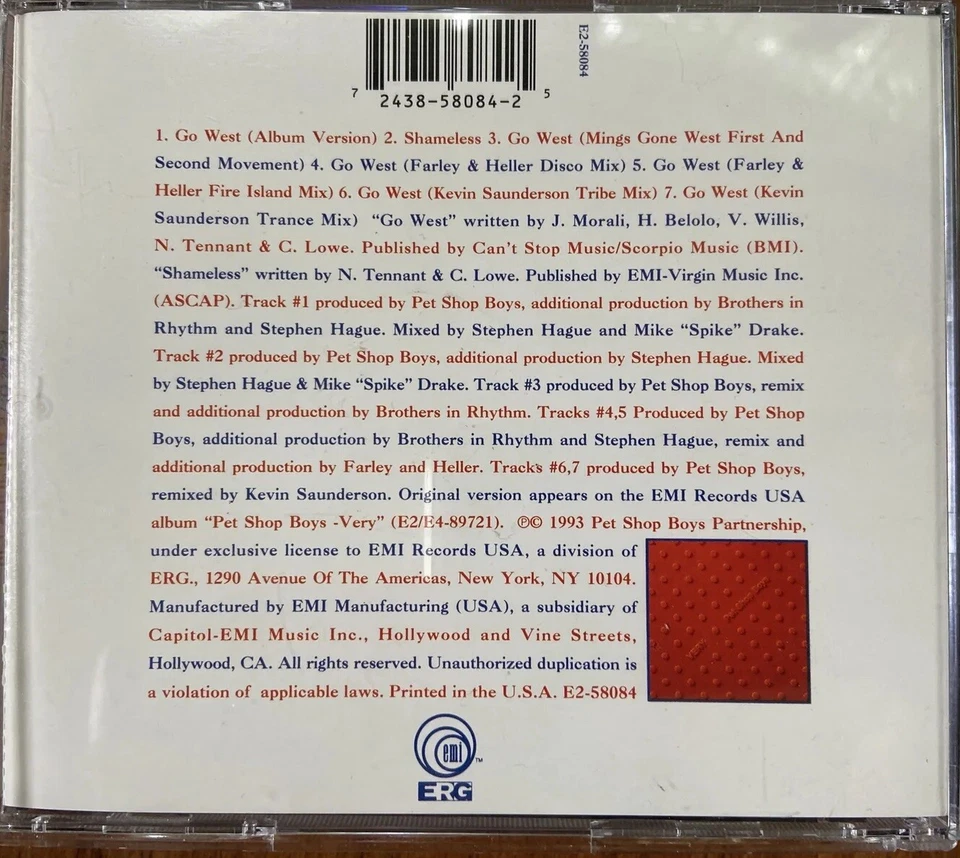 E2-58084
7 2438-58084-2 5
1. Go West (Album Version) 2. Shameless 3. Go West (Mings Gone West First And
Second Movement) 4. Go West (Farley & Heller Disco Mix) 5. Go West (Farley &
Heller Fire Island Mix) 6. Go West (Kevin Saunderson Tribe Mix) 7. Go West (Kevin
Saunderson Trance Mix) “Go West” written by J. Morali, H. Belolo, V. Willis,
N. Tennant & C. Lowe. Published by Can't Stop Music/Scorpio Music (BMI).
“Shameless” written by N. Tennant & C. Lowe. Published by EMI-Virgin Music Inc.
(ASCAP). Track #1 produced by Pet Shop Boys, additional production by Brothers in
Rhythm and Stephen Hague. Mixed by Stephen Hague and Mike “Spike” Drake.
Track #2 produced by Pet Shop Boys, additional production by Stephen Hague. Mixed
by Stephen Hague & Mike “Spike” Drake. Track #3 produced by Pet Shop Boys, remix
and additional production by Brothers in Rhythm. Tracks #4,5 Produced by Pet Shop
Boys, additional production by Brothers in Rhythm and Stephen Hague, remix and
additional production by Farley and Heller. Tracks #6,7 produced by Pet Shop Boys,
remixed by Kevin Saunderson. Original version appears on the EMI Records USA
album “Pet Shop Boys -Very” (E2/E4-89721). ℗© 1993 Pet Shop Boys Partnership,
under exclusive license to EMI Records USA, a division of
ERG., 1290 Avenue Of The Americas, New York, NY 10104.
Manufactured by EMI Manufacturing (USA), a subsidiary of
Capitol-EMI Music Inc., Hollywood and Vine Streets,
Hollywood, CA. All rights reserved. Unauthorized duplication is
a violation of applicable laws. Printed in the U.S.A. E2-58084
Pet Shop Boys
VERY
emi™
ERG